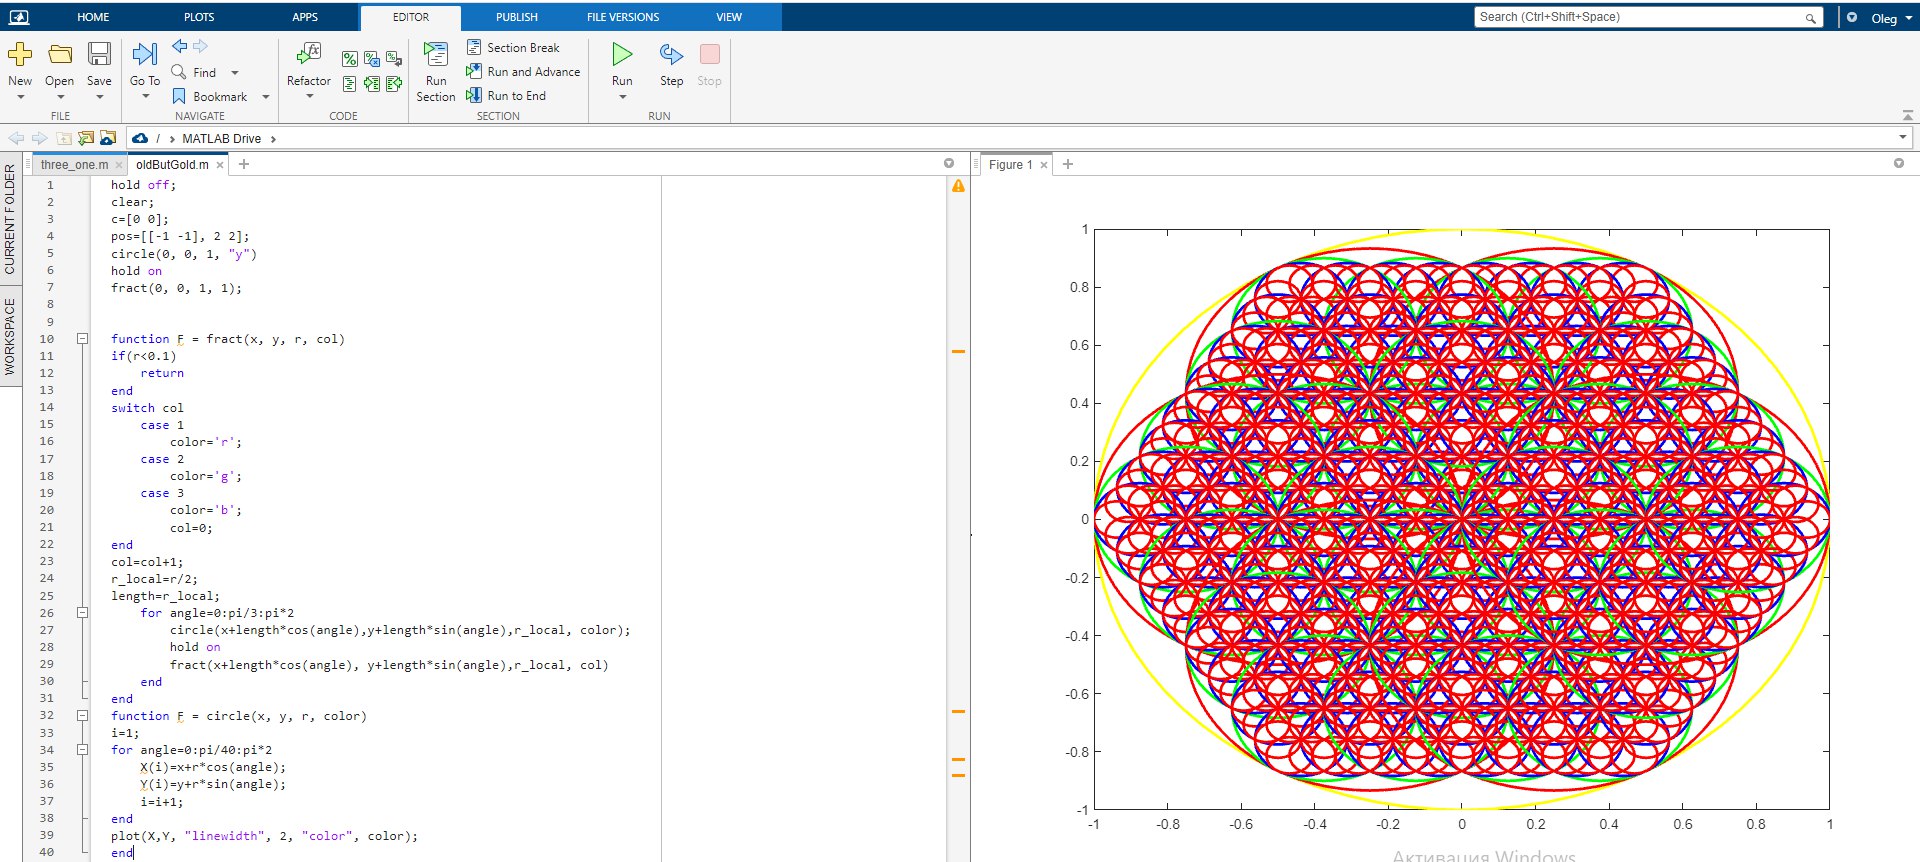 HOME PLOTS APPS EDITOR PUBLISH FILE VERSIONS VIEW Search (Ctrl+Shift+Space) Oleg
New Open Save Go To Find Bookmark Refactor Run Section Section Break Run and Advance Run to End Run Step Stop
FILE NAVIGATE CODE SECTION RUN
/ MATLAB Drive
CURRENT FOLDER
WORKSPACE
three_one.m oldButGold.m
1 hold off;
2 clear;
3 c=[0 0];
4 pos=[[-1 -1], 2 2];
5 circle(0, 0, 1, "y")
6 hold on
7 fract(0, 0, 1, 1);
8
9
10 function F = fract(x, y, r, col)
11 if(r<0.1)
12 return
13 end
14 switch col
15 case 1
16 color='r';
17 case 2
18 color='g';
19 case 3
20 color='b';
21 col=0;
22 end
23 col=col+1;
24 r_local=r/2;
25 length=r_local;
26 for angle=0:pi/3:pi*2
27 circle(x+length*cos(angle),y+length*sin(angle),r_local, color);
28 hold on
29 fract(x+length*cos(angle), y+length*sin(angle),r_local, col)
30 end
31 end
32 function F = circle(x, y, r, color)
33 i=1;
34 for angle=0:pi/40:pi*2
35 X(i)=x+r*cos(angle);
36 Y(i)=y+r*sin(angle);
37 i=i+1;
38 end
39 plot(X,Y, "linewidth", 2, "color", color);
40 end
Figure 1
1
0.8
0.6
0.4
0.2
0
-0.2
-0.4
-0.6
-0.8
-1
-1 -0.8 -0.6 -0.4 -0.2 0 0.2 0.4 0.6 0.8 1
Активация Windows